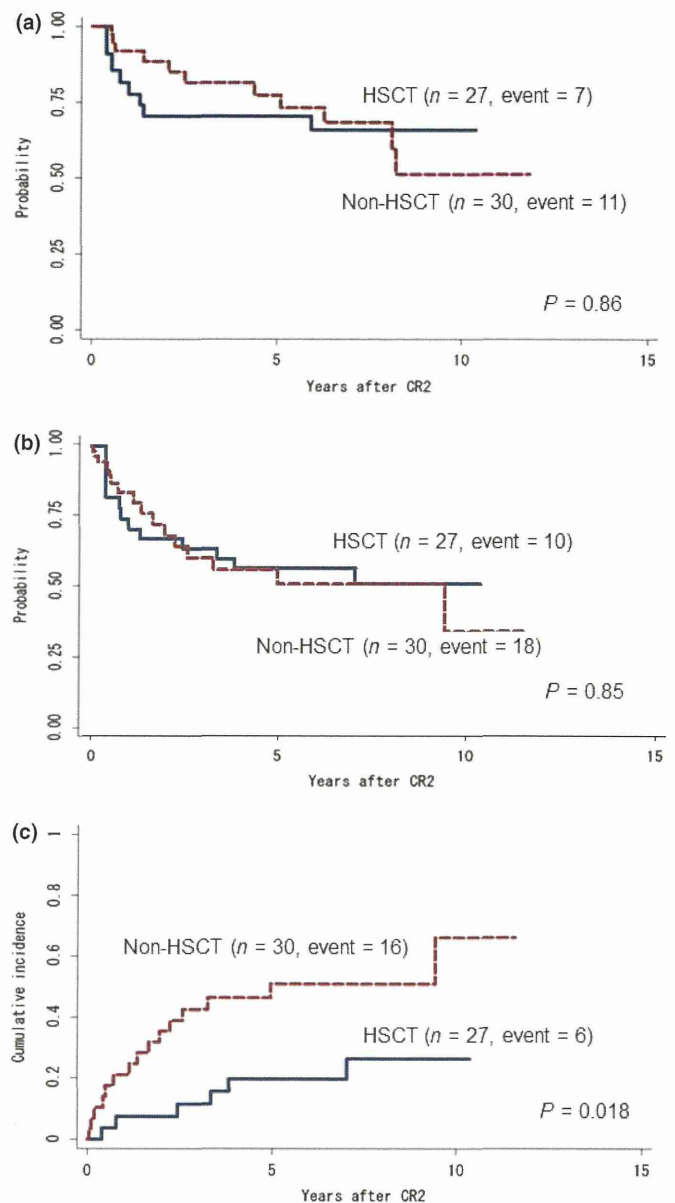 (a)
1.00
0.75
0.50
0.25
0.00
Probability
HSCT (n = 27, event = 7)
Non-HSCT (n = 30, event = 11)
P = 0.86
0 5 10 15
Years after CR2
(b)
1.00
0.75
0.50
0.25
0.00
Probability
HSCT (n = 27, event = 10)
Non-HSCT (n = 30, event = 18)
P = 0.85
0 5 10 15
Years after CR2
(c)
1
0.8
0.6
0.4
0.2
0
Cumulative incidence
Non-HSCT (n = 30, event = 16)
HSCT (n = 27, event = 6)
P = 0.018
0 5 10 15
Years after CR2